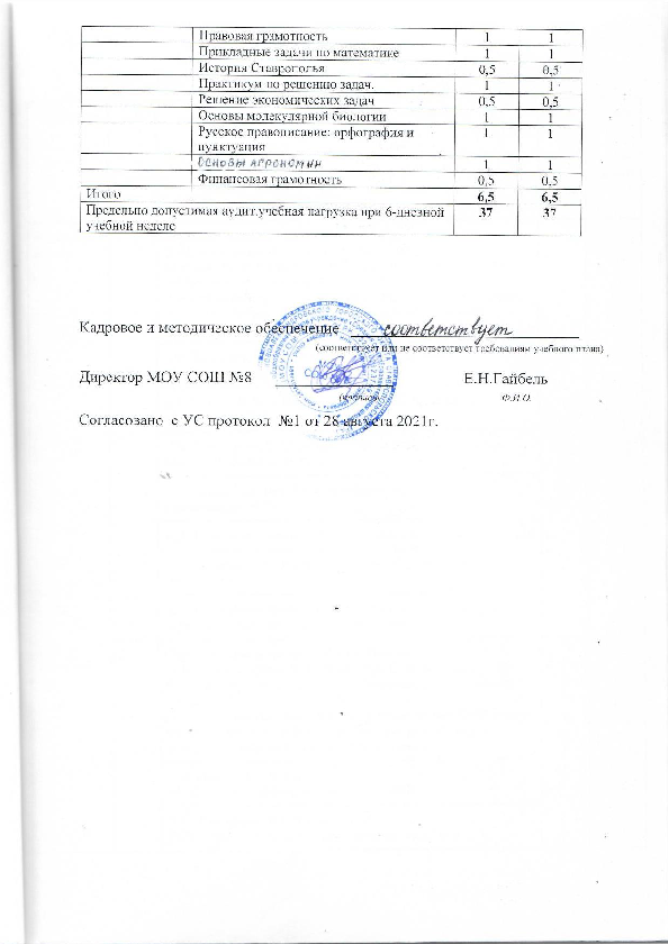 Правовая грамотность 1 1
Прикладные задачи по математике 1 1
История Ставрополья 0,5 0,5
Практикум по решению задач. 1 1
Решение экономических задач 0,5 0,5
Основы молекулярной биологии 1 1
Русское правописание: орфография и 1 1
пунктуация
ОСНОВЫ АГРОНОМИИ 1 1
Финансовая грамотность 0,5 0,5
Итого 6,5 6,5
Предельно допустимая аудит.учебная нагрузка при 6-дневной 37 37
учебной неделе
Кадровое и методическое обеспечение соответствует
(соответствует или не соответствует требованиям учебного плана)
Директор МОУ СОШ №8 Е.Н.Гайбель
(подпись) Ф.И.О.
Согласовано с УС протокол №1 от 28 августа 2021г.